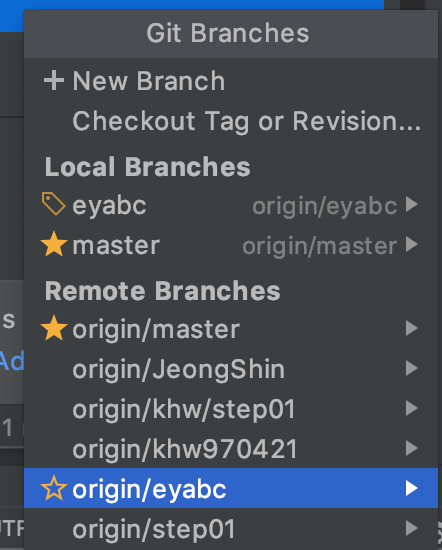 Git Branches
New Branch
Checkout Tag or Revision...
Local Branches
eyabc origin/eyabc
master origin/master
Remote Branches
origin/master
origin/JeongShin
origin/khw/step01
origin/khw970421
origin/eyabc
origin/step01
s
Ad
1
UTF